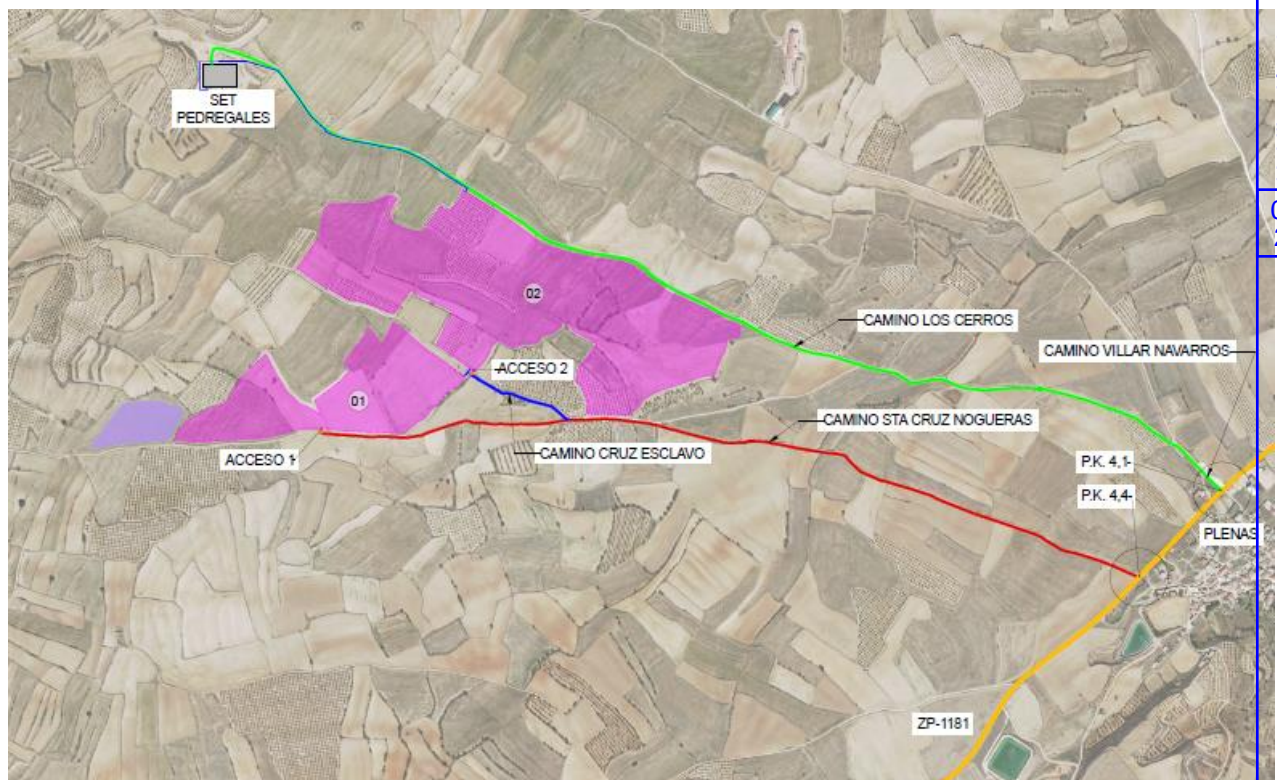 SET
PEDREGALES
02
CAMINO LOS CERROS
CAMINO VILLAR NAVARROS
ACCESO 2
01
CAMINO STA CRUZ NOGUERAS
CAMINO CRUZ ESCLAVO
ACCESO 1
P.K. 4,1
P.K. 4,4
PLENAS
ZP-1181